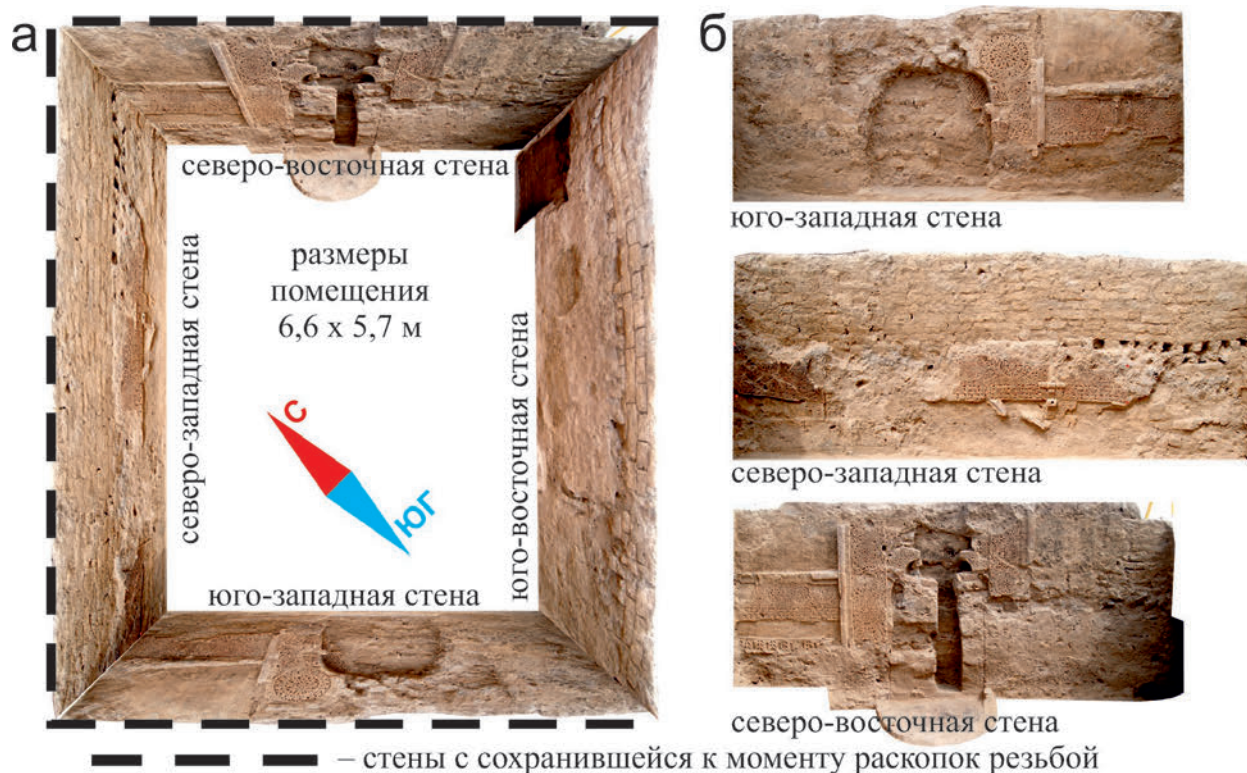 а
северо-восточная стена
северо-западная стена
размеры
помещения
6,6 х 5,7 м
юго-восточная стена
С
ЮГ
юго-западная стена
б
юго-западная стена
северо-западная стена
северо-восточная стена
– стены с сохранившейся к моменту раскопок резьбой